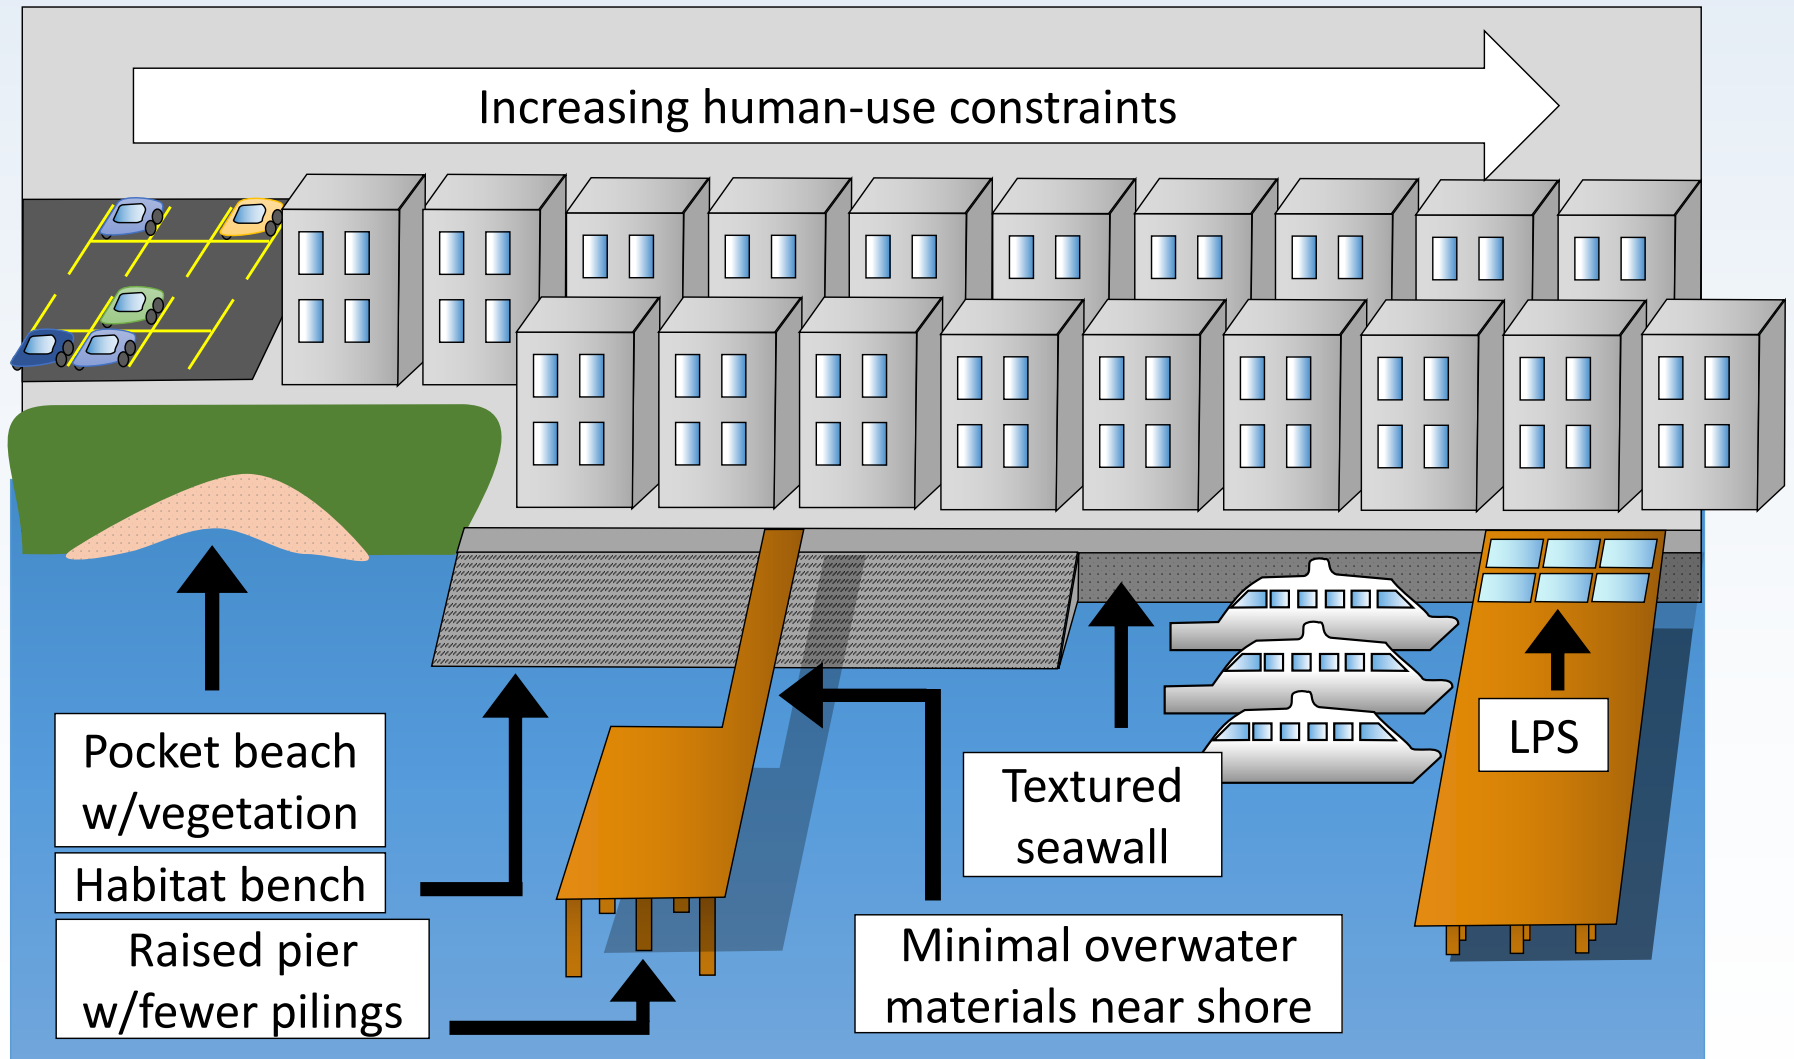 Increasing human-use constraints
Pocket beach
w/vegetation
Habitat bench
Raised pier
w/fewer pilings
Textured
seawall
Minimal overwater
materials near shore
LPS